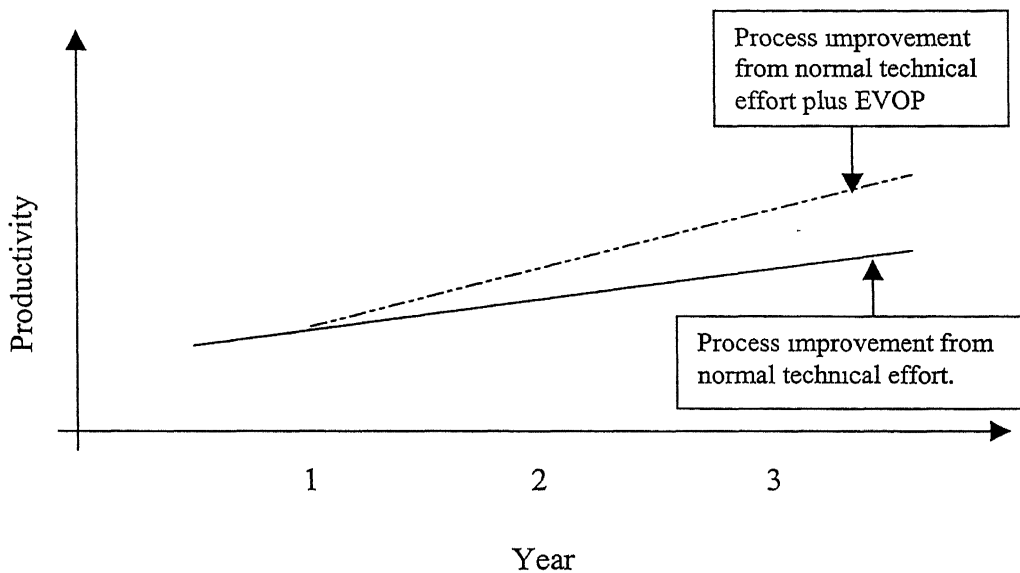 Process improvement
from normal technical
effort plus EVOP
Productivity
Process improvement from
normal technical effort.
1 2 3
Year